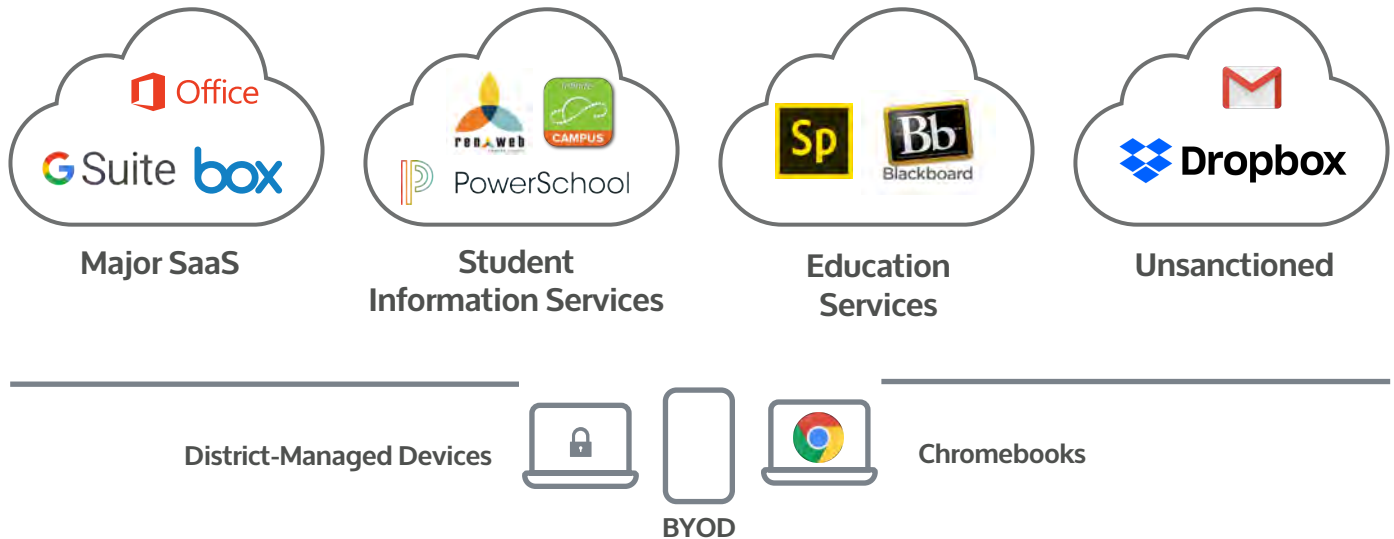 Office
G Suite
box
renweb
CAMPUS
PowerSchool
Sp
Bb
Blackboard
Dropbox
Major SaaS
Student
Information Services
Education
Services
Unsanctioned
District-Managed Devices
Chromebooks
BYOD